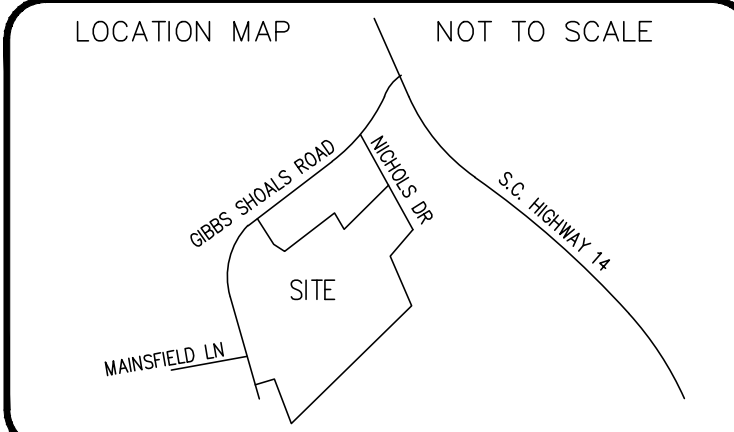 LOCATION MAP
NOT TO SCALE
GIBBS SHOALS ROAD
NICHOLS DR
S.C. HIGHWAY 14
SITE
MAINSFIELD LN